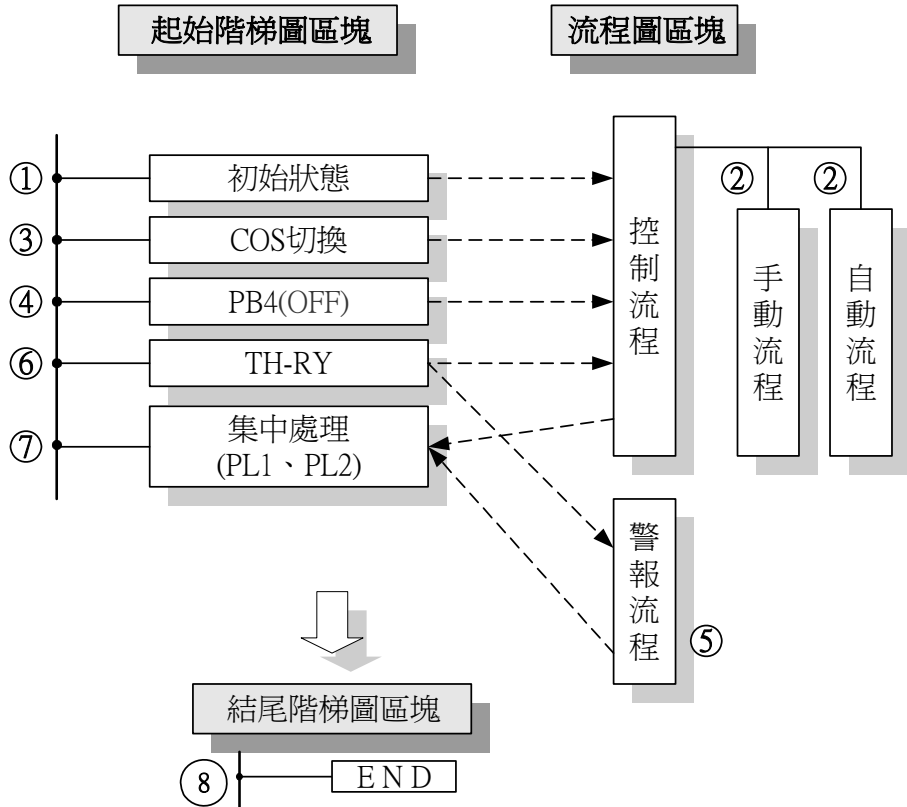 起始階梯圖區塊
流程圖區塊
① 初始狀態
③ COS切換
④ PB4(OFF)
⑥ TH-RY
⑦ 集中處理
(PL1、PL2)
控制流程
② ②
手動流程
自動流程
警報流程
⑤
結尾階梯圖區塊
⑧ END